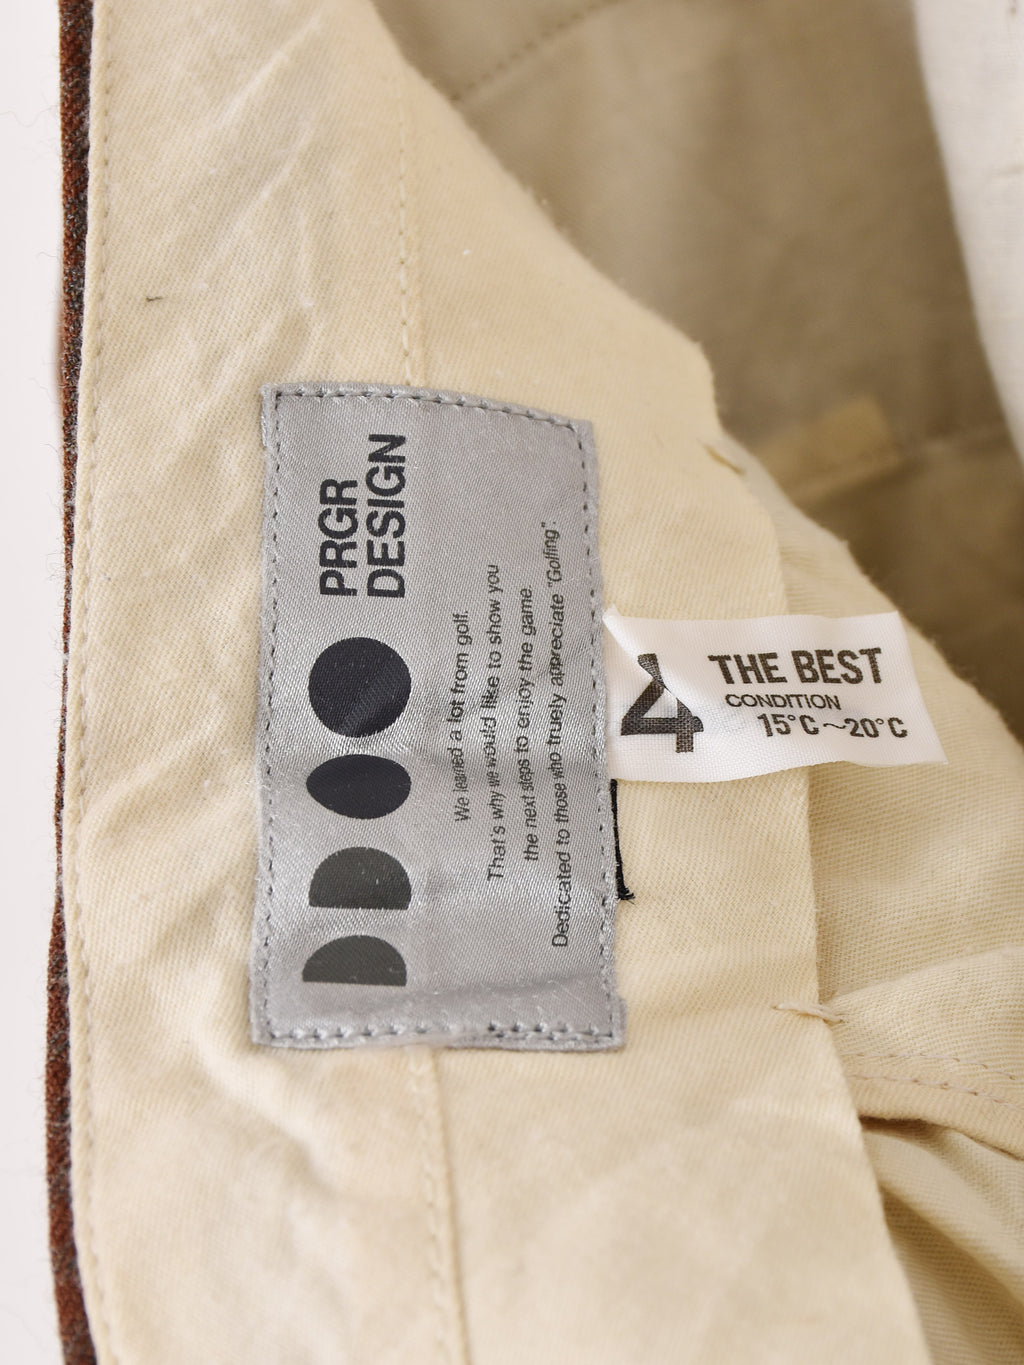 PRGR
DESIGN
We learned a lot from golf.
That's why we would like to show you
the next steps to enjoy the game.
Dedicated to those who truely appreciate "Golfing".
4
THE BEST
CONDITION
15°C~20°C